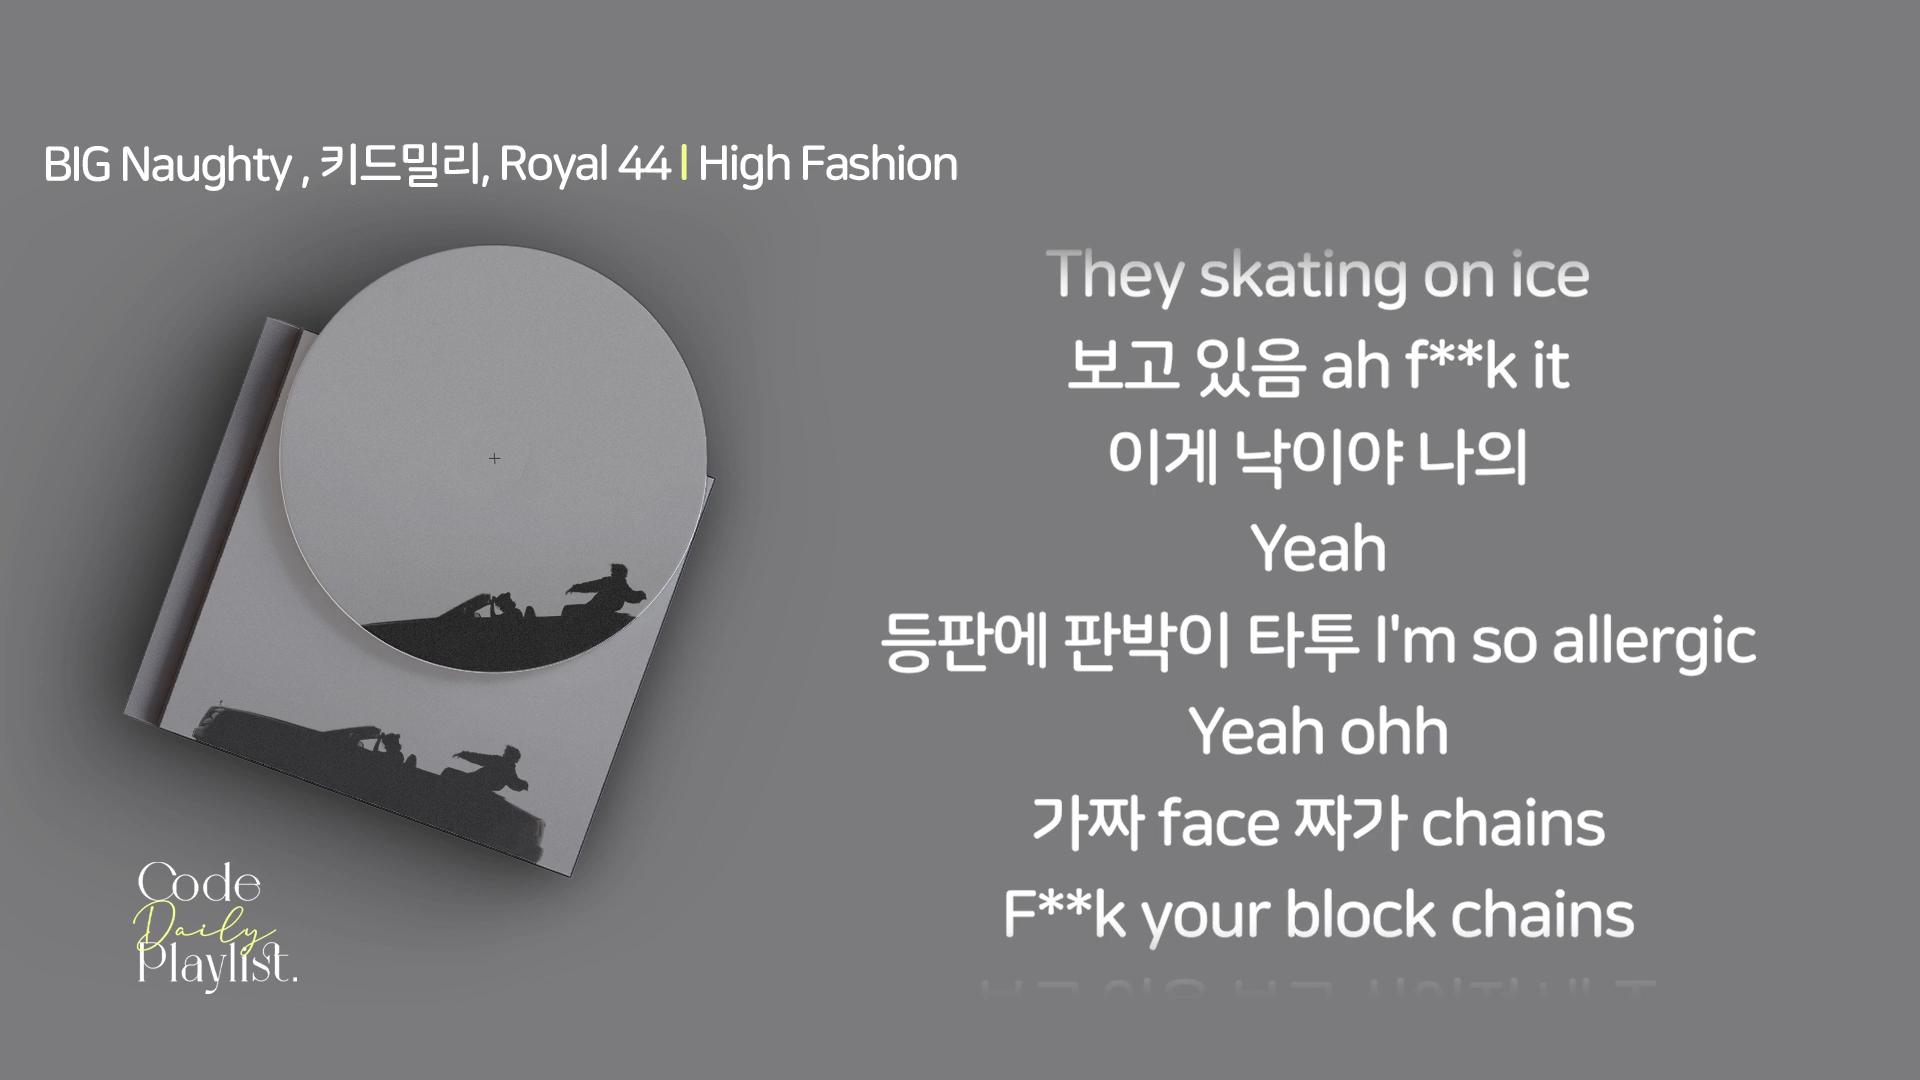 BIG Naughty , 키드밀리, Royal 44 | High Fashion
They skating on ice
보고 있음 ah f**k it
이게 낙이야 나의
Yeah
등판에 판박이 타투 I'm so allergic
Yeah ohh
가짜 face 짜가 chains
F**k your block chains
Code
Daily
Playlist.